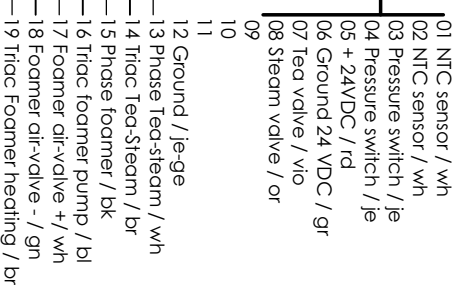 01 NTC sensor / wh
02 NTC sensor / wh
03 Pressure switch / je
04 Pressure switch / je
05 + 24VDC / rd
06 Ground 24 VDC / gr
07 Tea valve / vio
08 Steam valve / or
09
10
11
12 Ground / je-ge
13 Phase Tea-steam / wh
14 Triac Tea-Steam / br
15 Phase foamer / bk
16 Triac foamer pump / bl
17 Foamer air-valve +/ wh
18 Foamer air-valve - / gn
19 Triac Foamer heating / br